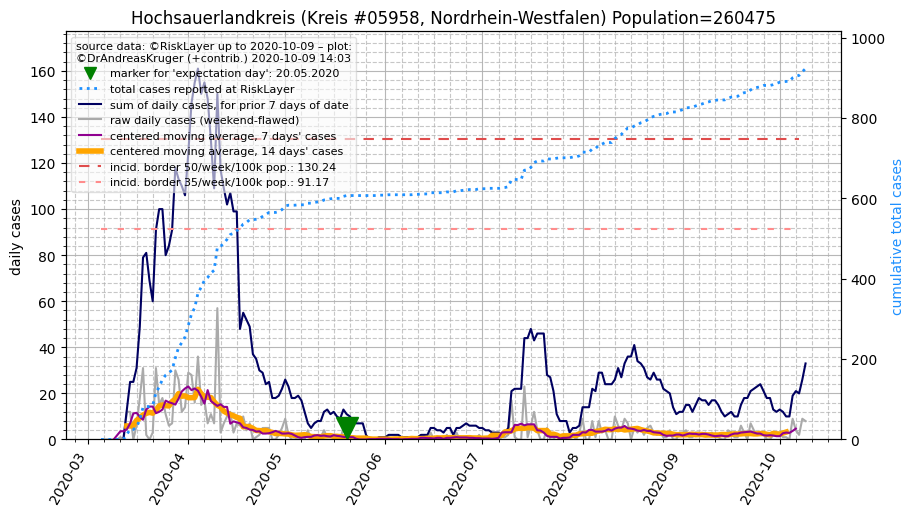 Hochsauerlandkreis (Kreis #05958, Nordrhein-Westfalen) Population=260475
source data: ©RiskLayer up to 2020-10-09 – plot:
©DrAndreasKruger (+contrib.) 2020-10-09 14:03
marker for 'expectation day': 20.05.2020
total cases reported at RiskLayer
sum of daily cases, for prior 7 days of date
raw daily cases (weekend-flawed)
centered moving average, 7 days' cases
centered moving average, 14 days' cases
incid. border 50/week/100k pop.: 130.24
incid. border 35/week/100k pop.: 91.17
daily cases
160
140
120
100
80
60
40
20
0
cumulative total cases
1000
800
600
400
200
0
2020-03
2020-04
2020-05
2020-06
2020-07
2020-08
2020-09
2020-10